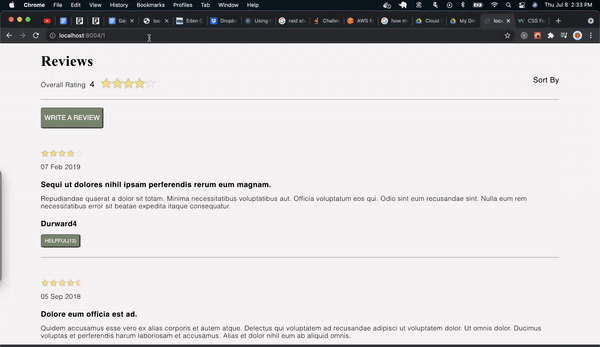 Chrome File Edit View History Bookmarks Profiles Tab Window Help Thu Jul 8 2:33 PM
loc Eden C Dropbo Using raid sta Challen AWS F how m Cloud My Driv loca CSS Fo
localhost:8004/1
Reviews
Overall Rating 4
Sort By
WRITE A REVIEW
07 Feb 2019
Sequi ut dolores nihil ipsam perferendis rerum eum magnam.
Repudiandae quaerat a dolor sit totam. Minima necessitatibus voluptatibus aut. Officia voluptatum eos qui. Odio sint eum recusandae sint. Nulla eum rem
necessitatibus error sit beatae expedita itaque consequatur.
Durward4
HELPFUL(13)
05 Sep 2018
Dolore eum officia est ad.
Quidem accusamus esse vero ex alias corporis et autem atque. Delectus qui voluptatem ad recusandae adipisci ut voluptatem dolor. Ut omnis dolor. Ducimus
voluptas et perferendis harum laboriosam et accusamus. Alias et dolor nihil eum ab aliquid omnis.